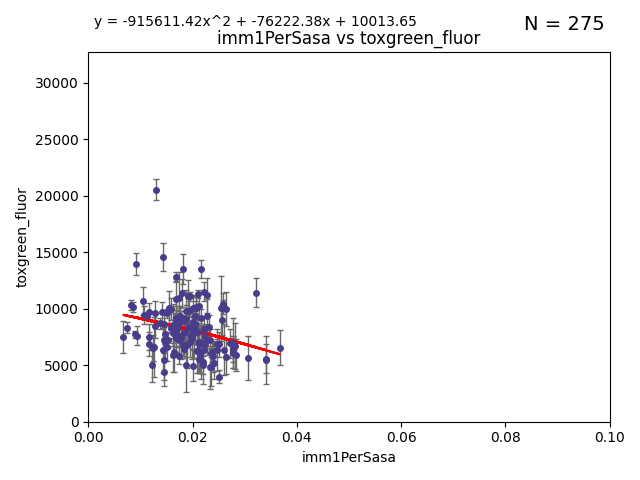 y = -915611.42x^2 + -76222.38x + 10013.65
N = 275
imm1PerSasa vs toxgreen_fluor
30000
25000
20000
15000
10000
5000
0
toxgreen_fluor
0.00 0.02 0.04 0.06 0.08 0.10
imm1PerSasa